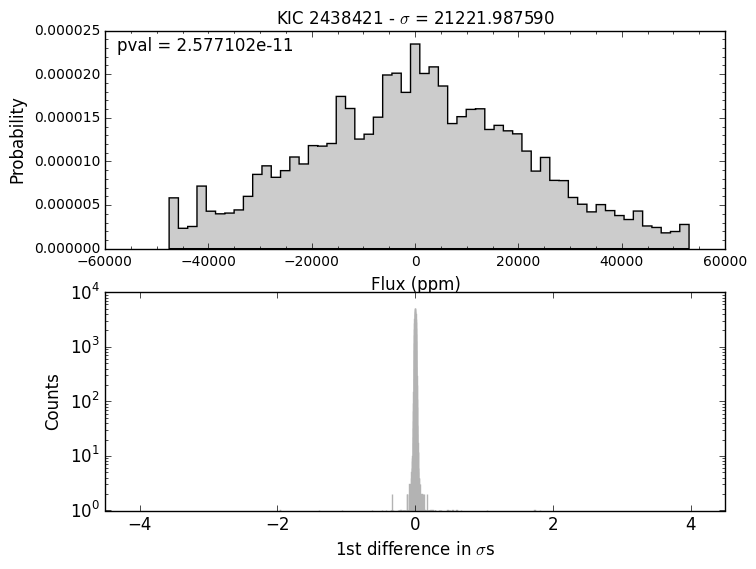 KIC 2438421 - σ = 21221.987590
pval = 2.577102e-11
Probability
0.000025
0.000020
0.000015
0.000010
0.000005
0.000000
−60000 −40000 −20000 0 20000 40000 60000
Flux (ppm)
Counts
10⁴
10³
10²
10¹
10⁰
−4 −2 0 2 4
1st difference in σs